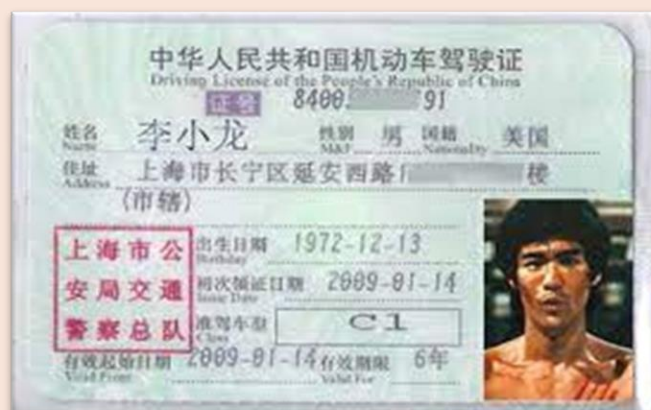 中华人民共和国机动车驾驶证
Driving License of the People's Republic of China
证号 8400. 91
姓名 李小龙 性别 男 国籍 美国
Name M&F Nationality
住址 上海市长宁区延安西路 楼
Address
(市辖)
出生日期 1972-12-13
Birthday
初次领证日期 2009-01-14
Issue Date
准驾车型 C1
Class
上海市公
安局交通
警察总队
有效起始日期 2009-01-14 有效期限 6年
Valid From Valid For